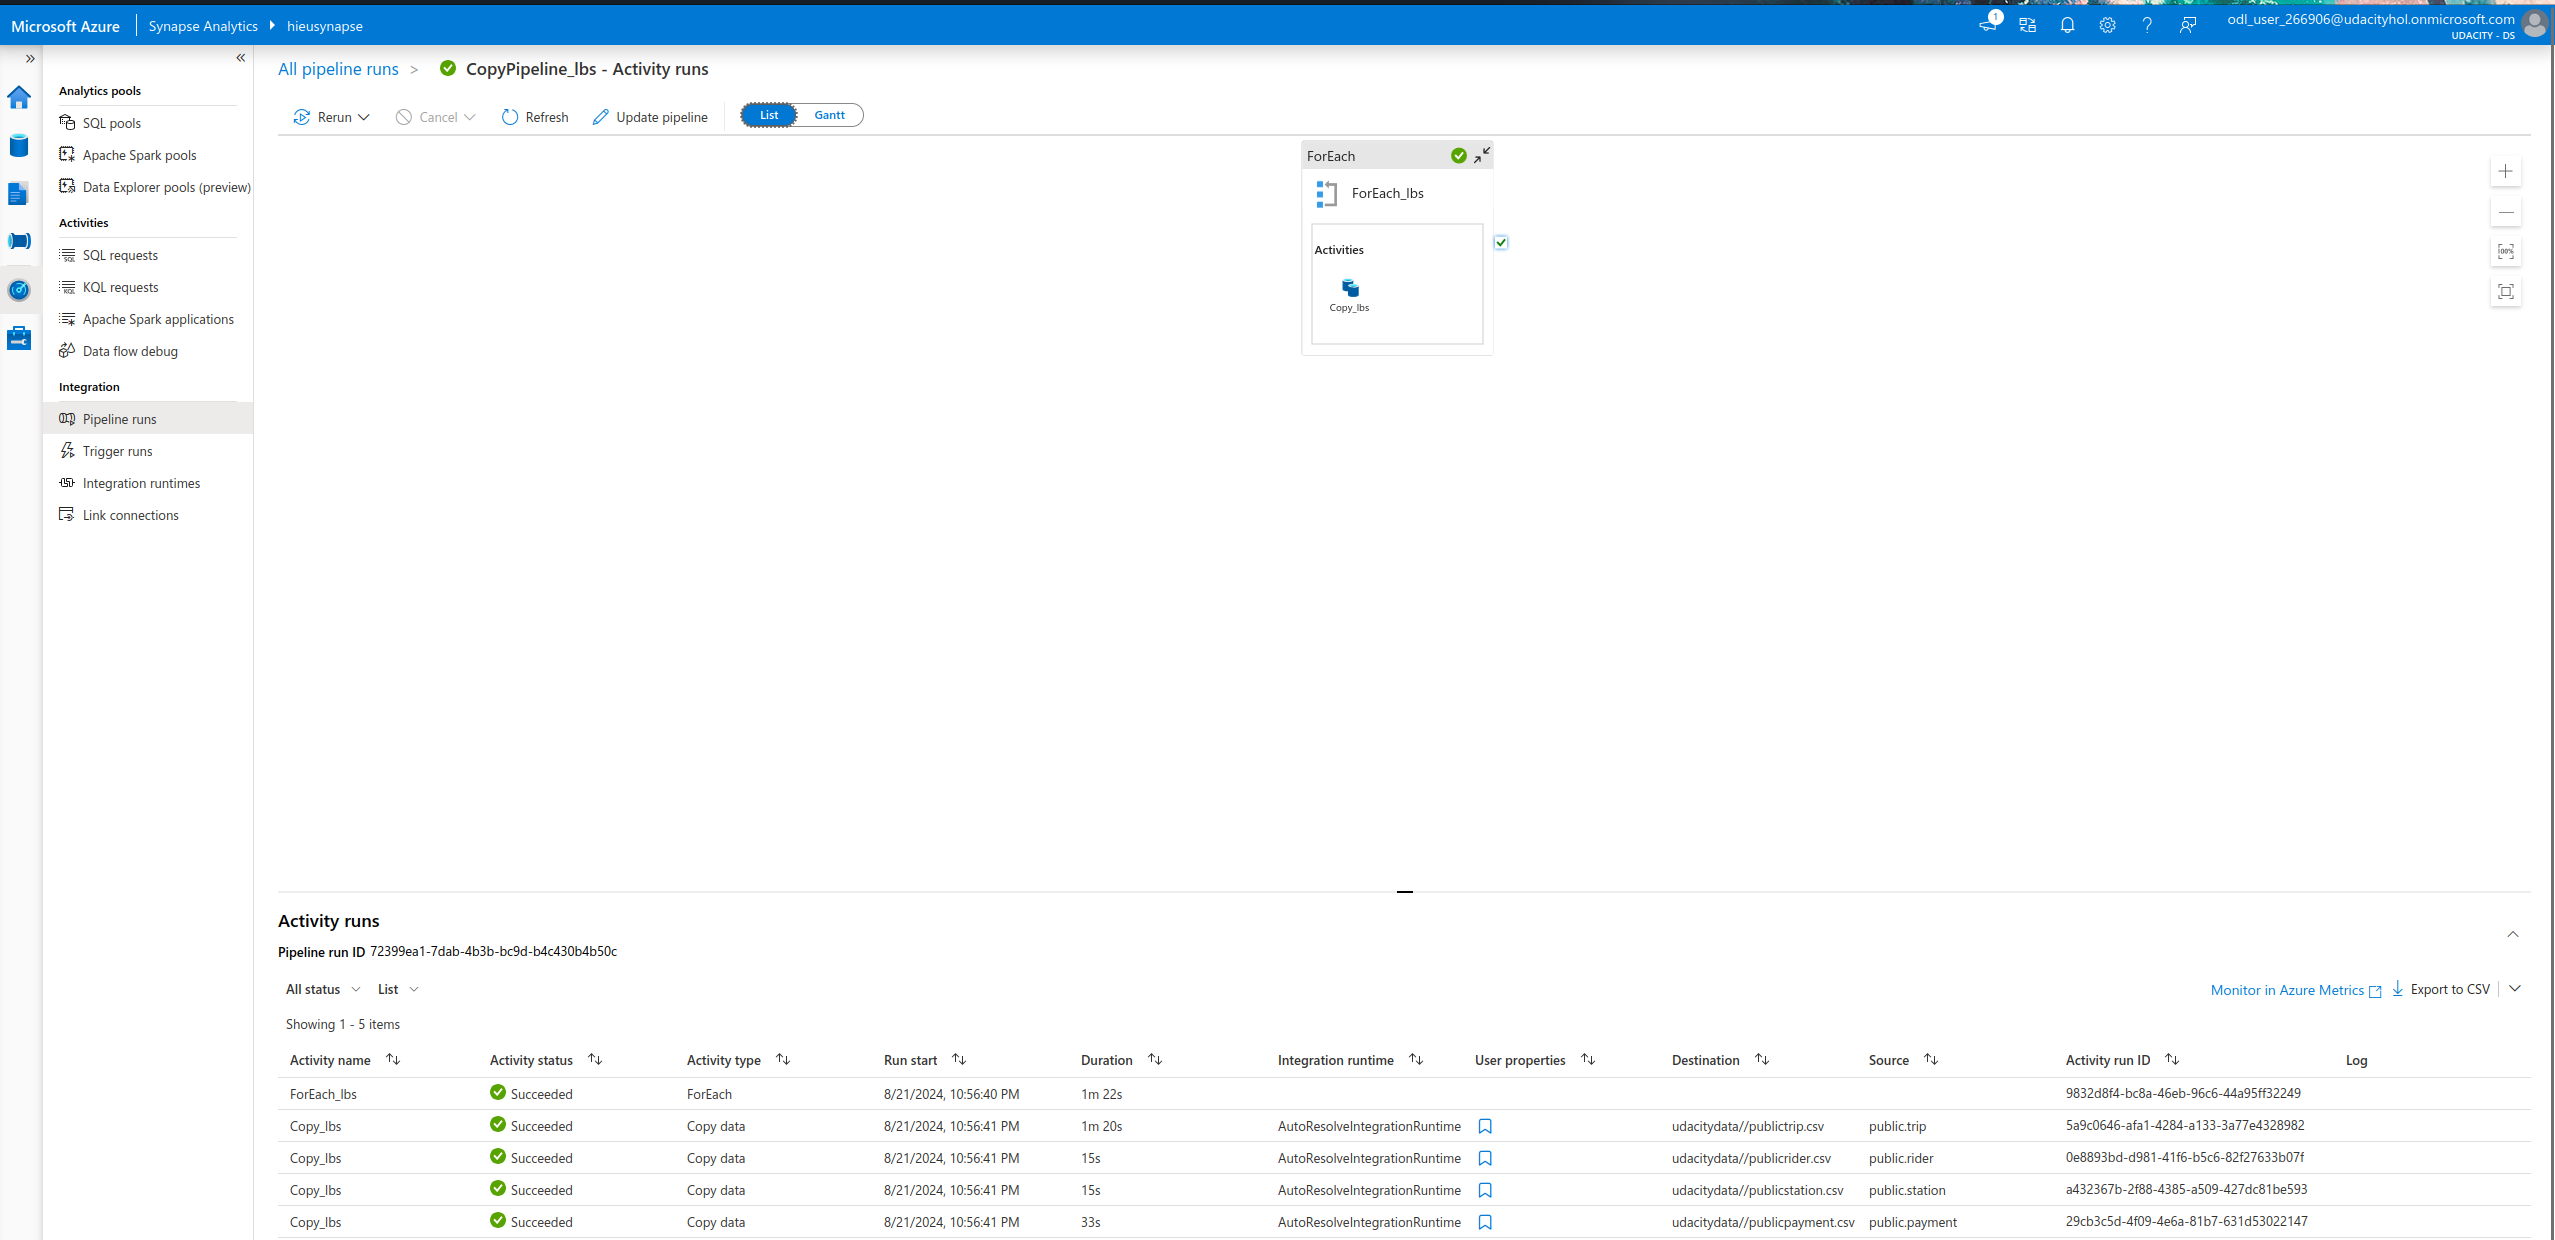 Microsoft Azure | Synapse Analytics hieusynapse 1 odl_user_266906@udacityhol.onmicrosoft.com
UDACITY - DS
Analytics pools
SQL pools
Apache Spark pools
Data Explorer pools (preview)
Activities
SQL requests
KQL requests
Apache Spark applications
Data flow debug
Integration
Pipeline runs
Trigger runs
Integration runtimes
Link connections
All pipeline runs > CopyPipeline_lbs - Activity runs
Rerun Cancel Refresh Update pipeline List Gantt
ForEach
ForEach_lbs
Activities
Copy_lbs
100%
Activity runs
Pipeline run ID 72399ea1-7dab-4b3b-bc9d-b4c430b4b50c
All status List Monitor in Azure Metrics Export to CSV
Showing 1 - 5 items
Activity name Activity status Activity type Run start Duration Integration runtime User properties Destination Source Activity run ID Log
ForEach_lbs Succeeded ForEach 8/21/2024, 10:56:40 PM 1m 22s 9832d8f4-bc8a-46eb-96c6-44a95ff32249
Copy_lbs Succeeded Copy data 8/21/2024, 10:56:41 PM 1m 20s AutoResolveIntegrationRuntime udacitydata//publictrip.csv public.trip 5a9c0646-afa1-4284-a133-3a77e4328982
Copy_lbs Succeeded Copy data 8/21/2024, 10:56:41 PM 15s AutoResolveIntegrationRuntime udacitydata//publicrider.csv public.rider 0e8893bd-d981-41f6-b5c6-82f27633b07f
Copy_lbs Succeeded Copy data 8/21/2024, 10:56:41 PM 15s AutoResolveIntegrationRuntime udacitydata//publicstation.csv public.station a432367b-2f88-4385-a509-427dc81be593
Copy_lbs Succeeded Copy data 8/21/2024, 10:56:41 PM 33s AutoResolveIntegrationRuntime udacitydata//publicpayment.csv public.payment 29cb3c5d-4f09-4e6a-81b7-631d53022147